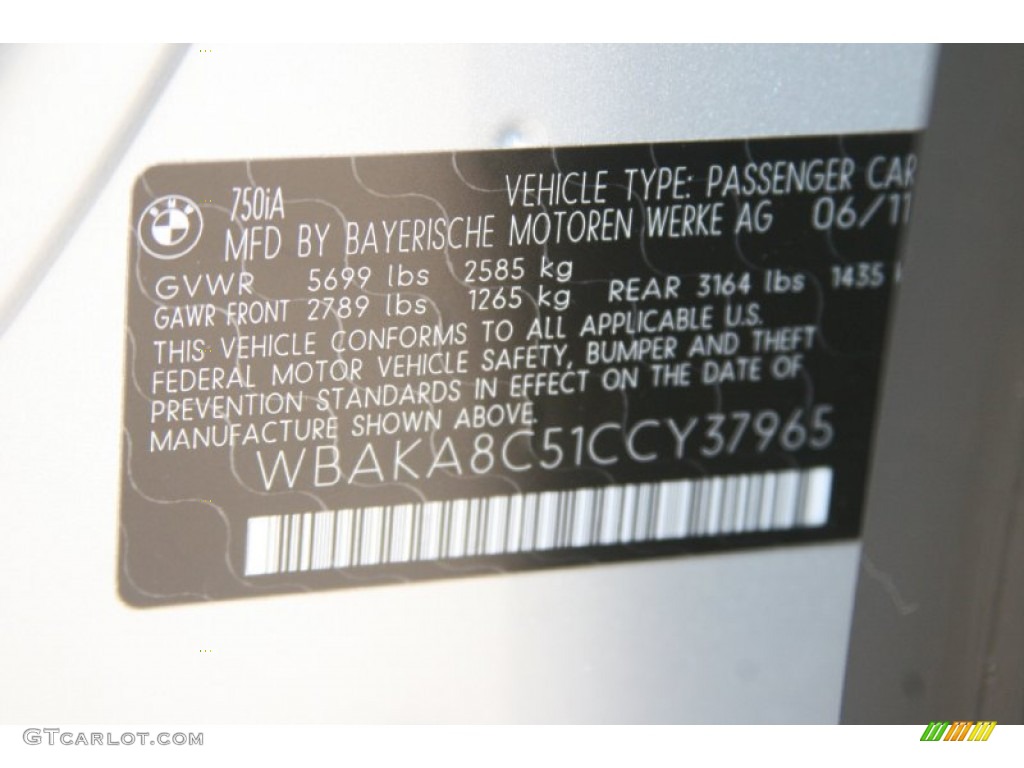 750iA VEHICLE TYPE: PASSENGER CAR
MFD BY BAYERISCHE MOTOREN WERKE AG 06/11
GVWR 5699 lbs 2585 kg
GAWR FRONT 2789 lbs 1265 kg REAR 3164 lbs 1435
THIS VEHICLE CONFORMS TO ALL APPLICABLE U.S.
FEDERAL MOTOR VEHICLE SAFETY, BUMPER AND THEFT
PREVENTION STANDARDS IN EFFECT ON THE DATE OF
MANUFACTURE SHOWN ABOVE.
WBAKA8C51CCY37965
GTCARLOT.COM